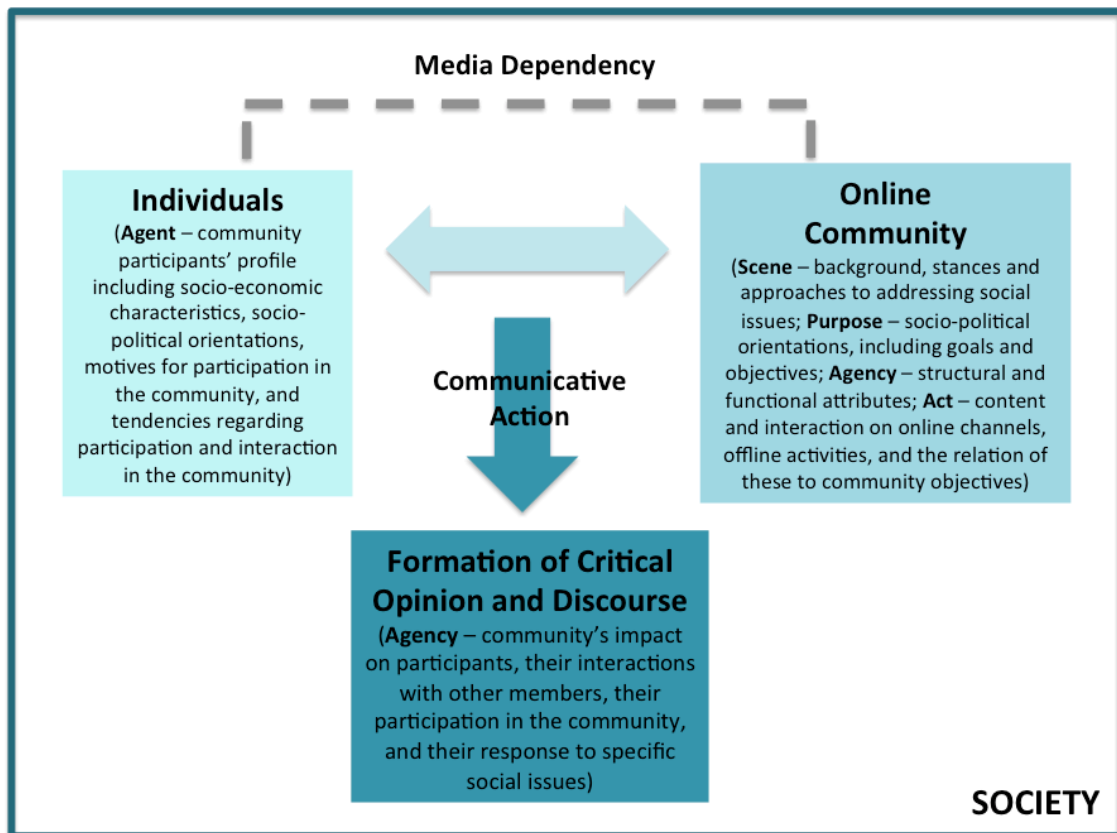 Media Dependency
Individuals
(Agent – community
participants’ profile
including socio-economic
characteristics, socio-
political orientations,
motives for participation in
the community, and
tendencies regarding
participation and interaction
in the community)
Online
Community
(Scene – background, stances and
approaches to addressing social
issues; Purpose – socio-political
orientations, including goals and
objectives; Agency – structural and
functional attributes; Act – content
and interaction on online channels,
offline activities, and the relation of
these to community objectives)
Communicative
Action
Formation of Critical
Opinion and Discourse
(Agency – community’s impact
on participants, their interactions
with other members, their
participation in the community,
and their response to specific
social issues)
SOCIETY